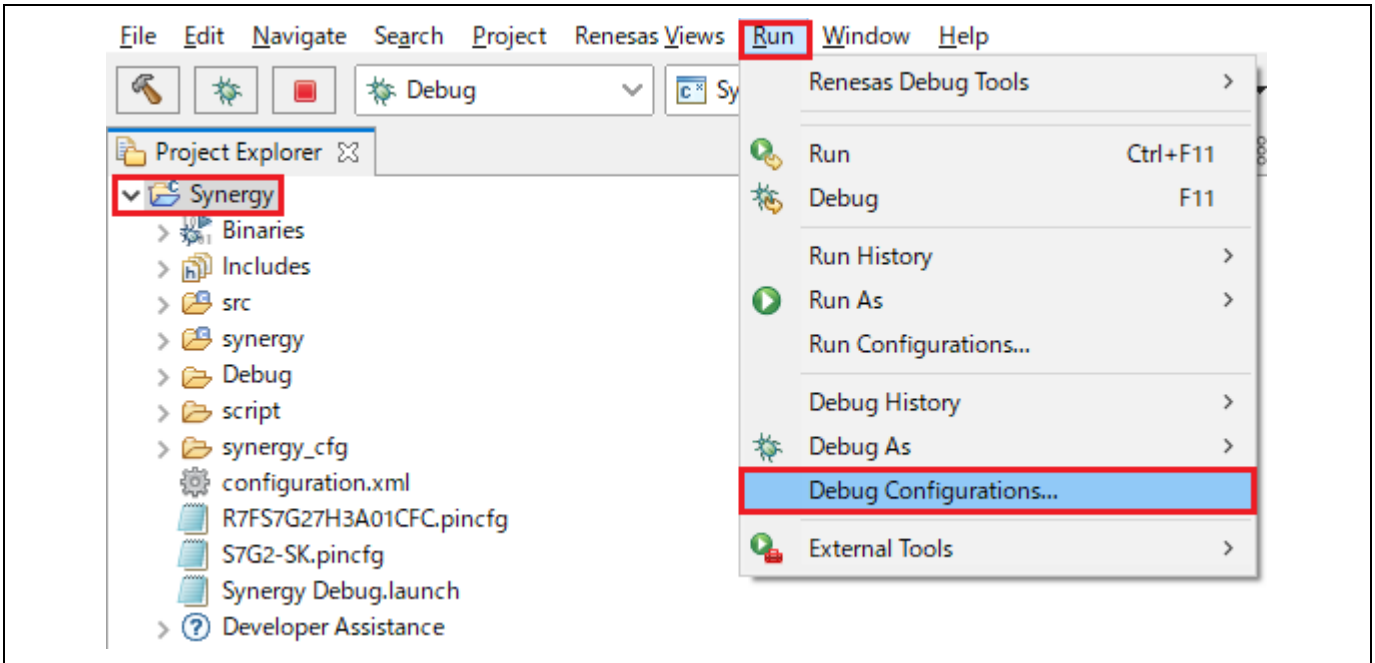 File Edit Navigate Search Project Renesas Views Run Window Help
Debug
Sy
Project Explorer
Synergy
Binaries
Includes
src
synergy
Debug
script
synergy_cfg
configuration.xml
R7FS7G27H3A01CFC.pincfg
S7G2-SK.pincfg
Synergy Debug.launch
Developer Assistance
Renesas Debug Tools
Run Ctrl+F11
Debug F11
Run History
Run As
Run Configurations...
Debug History
Debug As
Debug Configurations...
External Tools